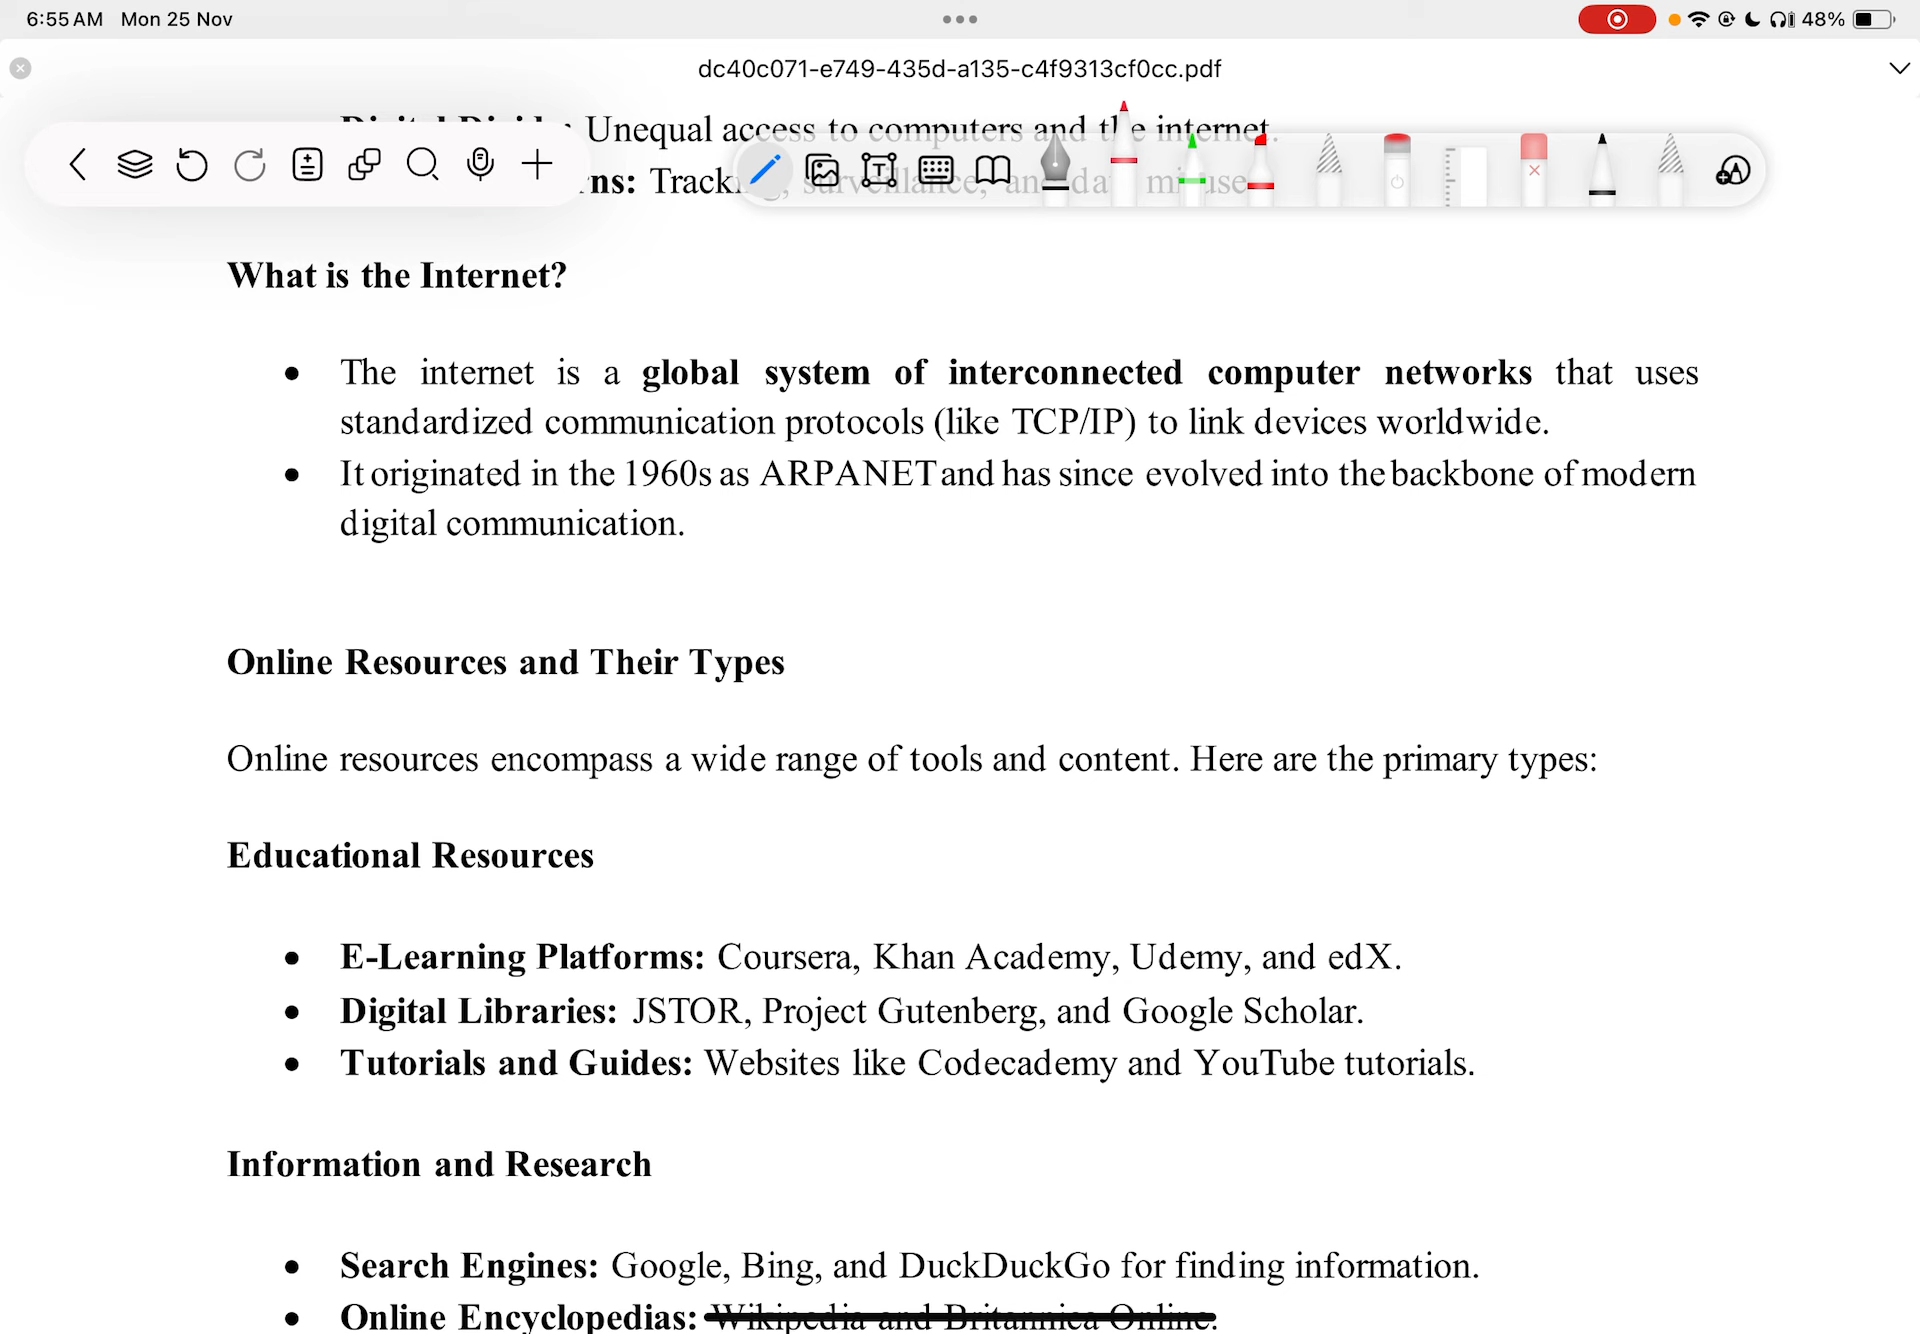 6:55 AM Mon 25 Nov
48%
dc40c071-e749-435d-a135-c4f9313cf0cc.pdf
Unequal access to computers and the internet.
ns: Tracking, surveillance, and data misuse
What is the Internet?
• The internet is a global system of interconnected computer networks that uses
standardized communication protocols (like TCP/IP) to link devices worldwide.
• It originated in the 1960s as ARPANET and has since evolved into the backbone of modern
digital communication.
Online Resources and Their Types
Online resources encompass a wide range of tools and content. Here are the primary types:
Educational Resources
• E-Learning Platforms: Coursera, Khan Academy, Udemy, and edX.
• Digital Libraries: JSTOR, Project Gutenberg, and Google Scholar.
• Tutorials and Guides: Websites like Codecademy and YouTube tutorials.
Information and Research
• Search Engines: Google, Bing, and DuckDuckGo for finding information.
• Online Encyclopedias: Wikipedia and Britannica Online.